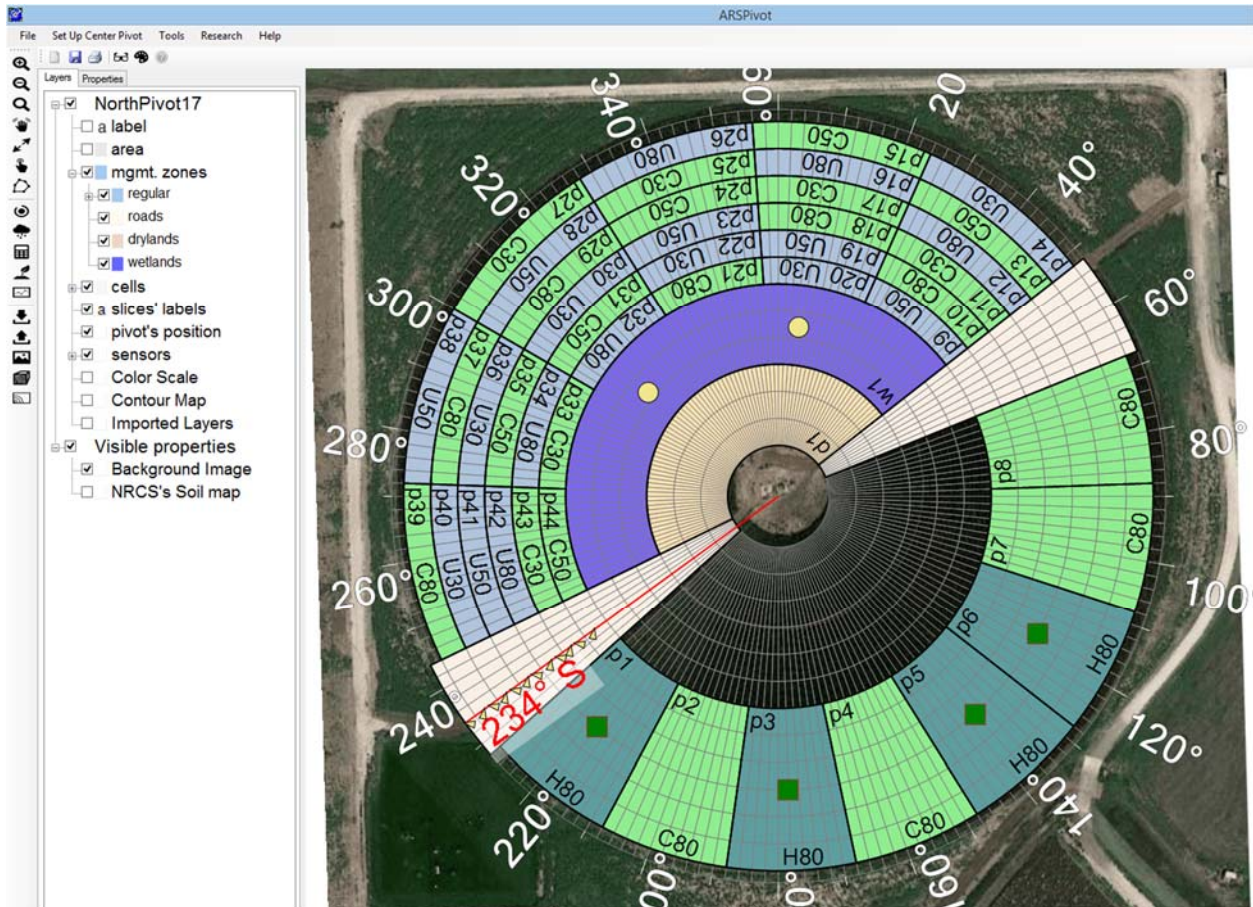 ARSPivot
File Set Up Center Pivot Tools Research Help
Layers Properties
NorthPivot17
a label
area
mgmt. zones
regular
roads
drylands
wetlands
cells
a slices' labels
pivot's position
sensors
Color Scale
Contour Map
Imported Layers
Visible properties
Background Image
NRCS's Soil map
20
40°
60°
80°
100°
120°
140°
160°
220°
240°
260°
280°
300°
320°
340°
234° S
p1 H80
p2 C80
p3 H80
p4 C80
p5 H80
p6 H80
p7 C80
p8 C80
p9 U50
p10 C80
p11 C30
p12 U80
p13 C50
p14 U30
p15 C50
p16 U80
p17 C30
p18 C80
p19 U50
p20 U30
p21 C80
p22 U30
p23 U50
p24 C50
p25 C30
p26 U80
p27 C30
p28 U50
p29 C80
p30 U30
p31 C50
p32 U80
p33 C30
p34 U80
p35 C50
p36 U30
p37 C80
p38 U50
p39 C80
p40 U30
p41 U50
p42 U80
p43 C30
p44 C50
w1
d1